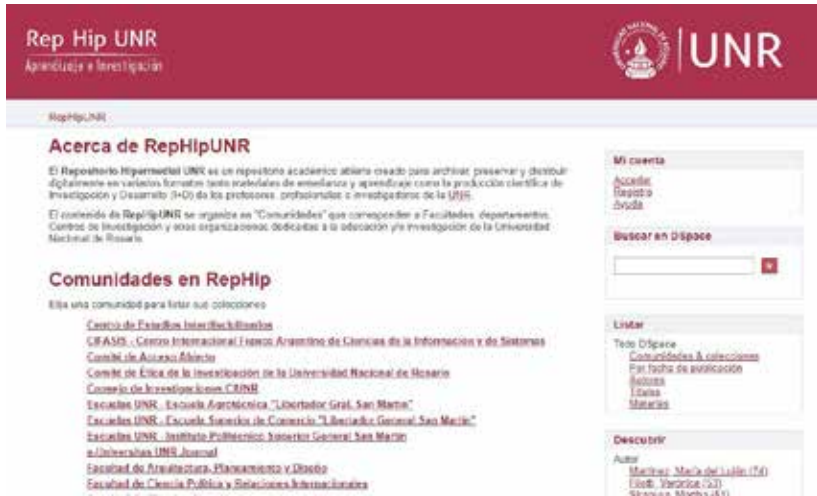 Rep Hip UNR
Aprendizaje e Investigación
UNR
RepHipUNR
Acerca de RepHipUNR
El Repositorio Hipermedial UNR es un repositorio académico abierto creado para archivar, preservar y distribuir
digitalmente en variados formatos tanto materiales de enseñanza y aprendizaje como la producción científica de
Investigación y Desarrollo (I+D) de los profesores, profesionales e investigadores de la UNR.
El contenido de RepHipUNR se organiza en "Comunidades" que corresponden a Facultades, departamentos,
Centros de Investigación y otras organizaciones dedicadas a la educación y/o investigación de la Universidad
Nacional de Rosario.
Comunidades en RepHip
Elija una comunidad para listar sus colecciones
Centro de Estudios Interdisciplinarios
CIFASIS - Centro Internacional Franco Argentino de Ciencias de la Información y de Sistemas
Comité de Acceso Abierto
Comité de Ética de la Investigación de la Universidad Nacional de Rosario
Consejo de Investigaciones CIUNR
Escuelas UNR - Escuela Agrotécnica "Libertador Gral. San Martín"
Escuelas UNR - Escuela Superior de Comercio "Libertador General San Martín"
Escuelas UNR - Instituto Politécnico Superior General San Martín
e-Universitas UNR Journal
Facultad de Arquitectura, Planeamiento y Diseño
Facultad de Ciencia Política y Relaciones Internacionales
Mi cuenta
Acceder
Registro
Ayuda
Buscar en DSpace
Listar
Todo DSpace
Comunidades & colecciones
Por fecha de publicación
Autores
Títulos
Materias
Descubrir
Autor
Martínez, María del Luján (74)
Filott, Verónica (53)